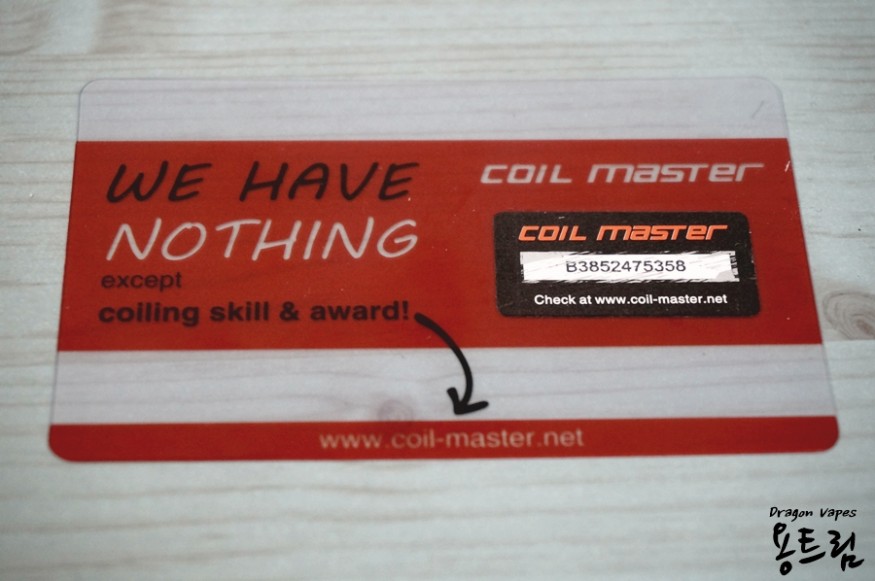 WE HAVE
NOTHING
except
coiling skill & award!
COIL MASTER
COIL MASTER
B3852475358
Check at www.coil-master.net
www.coil-master.net
Dragon Vapes
용트림